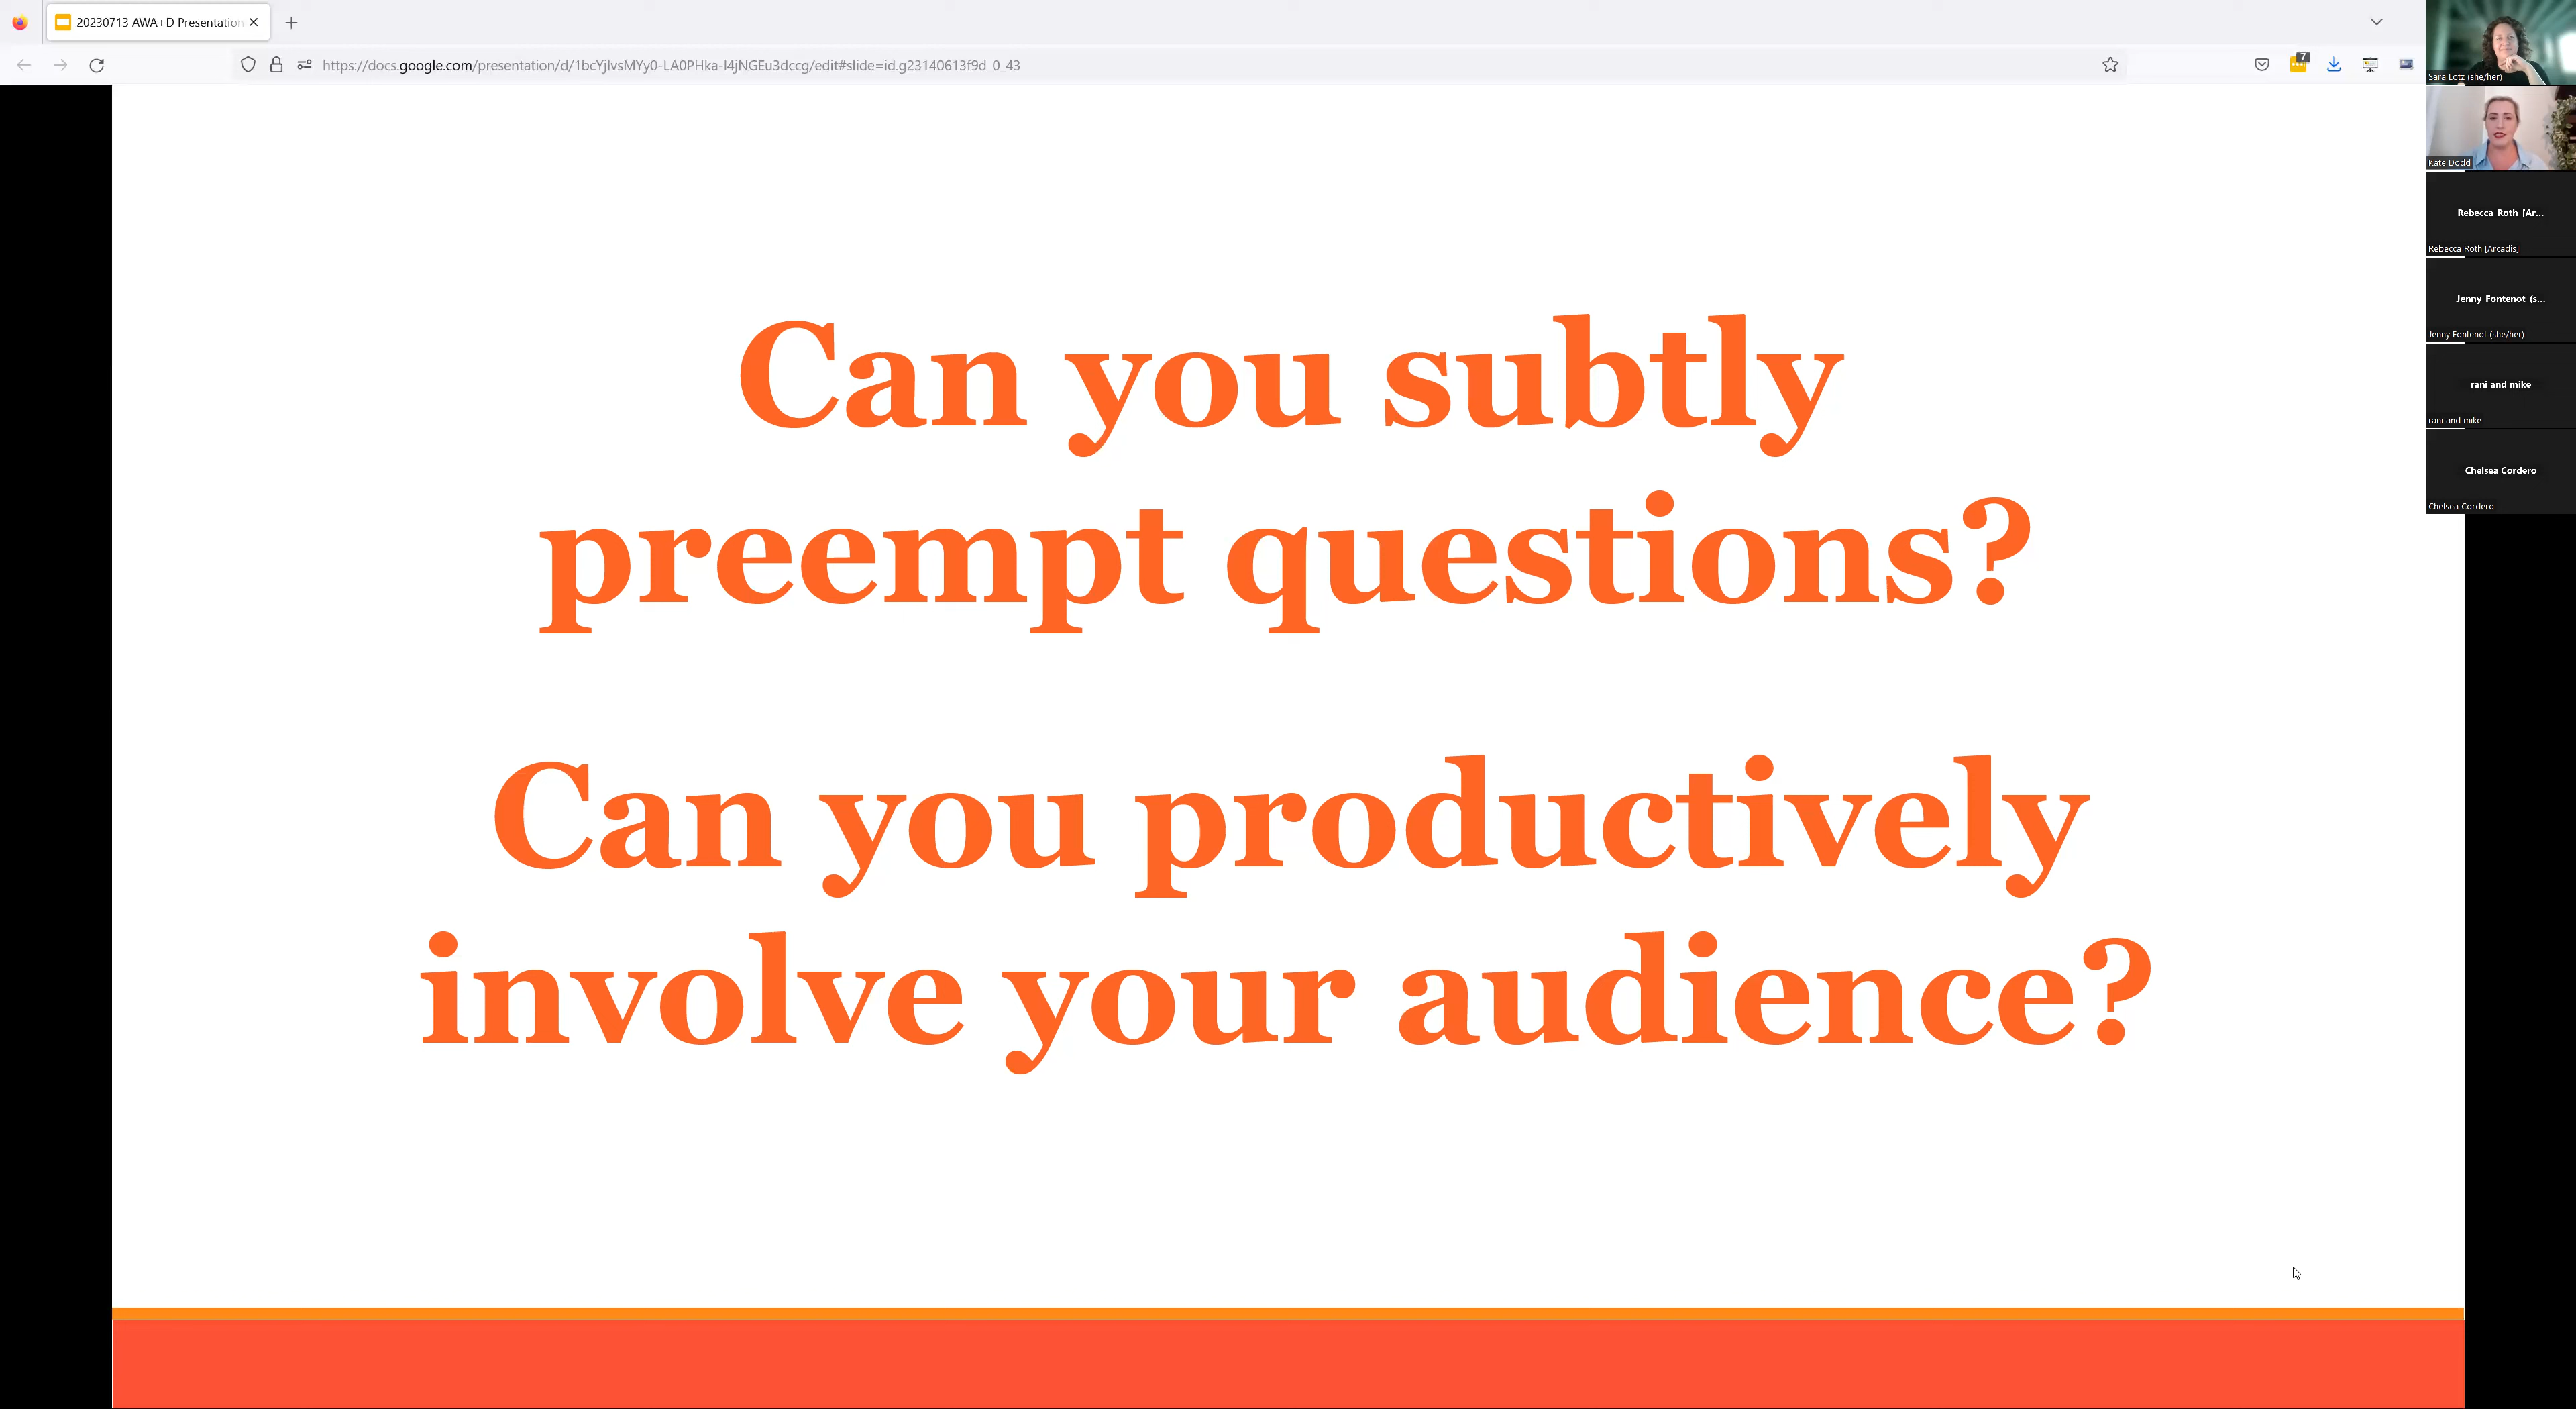 20230713 AWA+D Presentation
https://docs.google.com/presentation/d/1bcYjIvsMYy0-LA0PHka-l4jNGEu3dccg/edit#slide=id.g23140613f9d_0_43
7
Can you subtly
preempt questions?
Can you productively
involve your audience?
Sara Lotz (she/her)
Kate Dodd
Rebecca Roth [Ar...
Rebecca Roth [Arcadis]
Jenny Fontenot (s...
Jenny Fontenot (she/her)
rani and mike
rani and mike
Chelsea Cordero
Chelsea Cordero